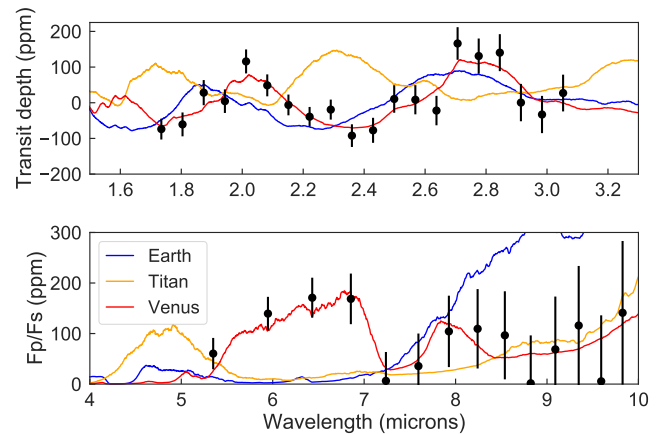 Transit depth (ppm)
200
100
0
−100
−200
1.6 1.8 2.0 2.2 2.4 2.6 2.8 3.0 3.2
Fp/Fs (ppm)
300
200
100
0
Earth
Titan
Venus
4 5 6 7 8 9 10
Wavelength (microns)